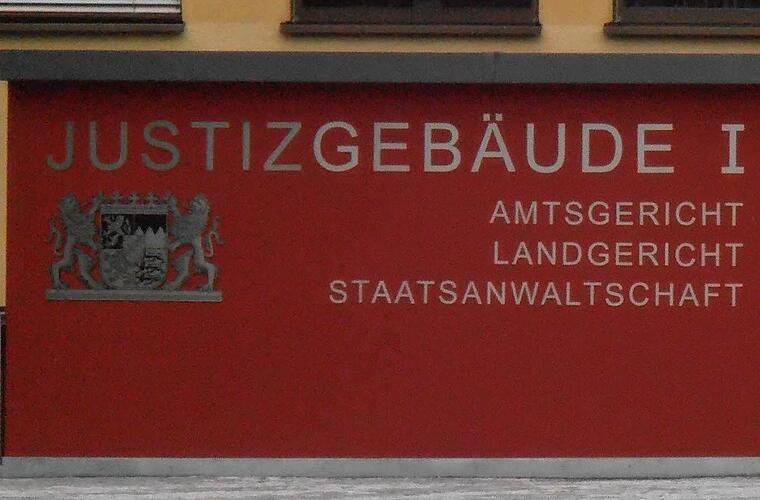 JUSTIZGEBÄUDE I
AMTSGERICHT
LANDGERICHT
STAATSANWALTSCHAFT